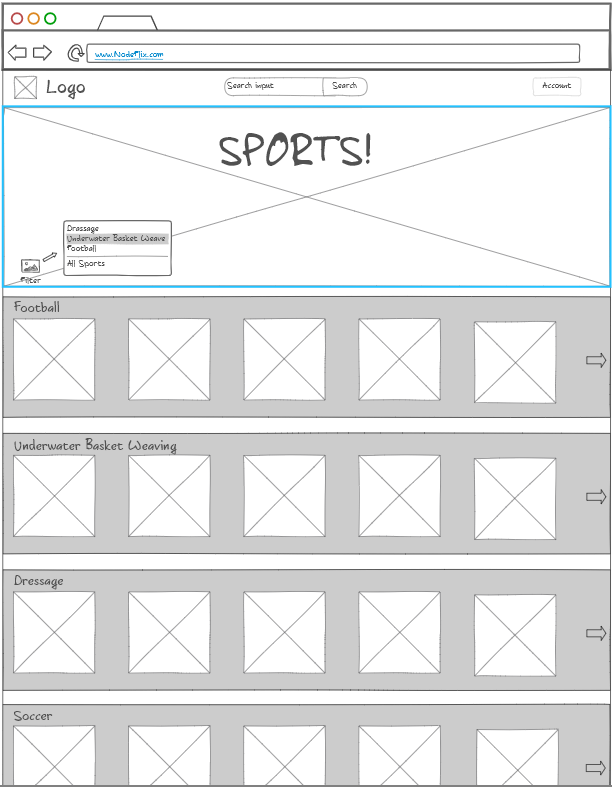 www.NodeFlix.com
Logo
Search input
Search
Account
SPORTS!
Dressage
Underwater Basket Weave
Football
All Sports
Filter
Football
Underwater Basket Weaving
Dressage
Soccer